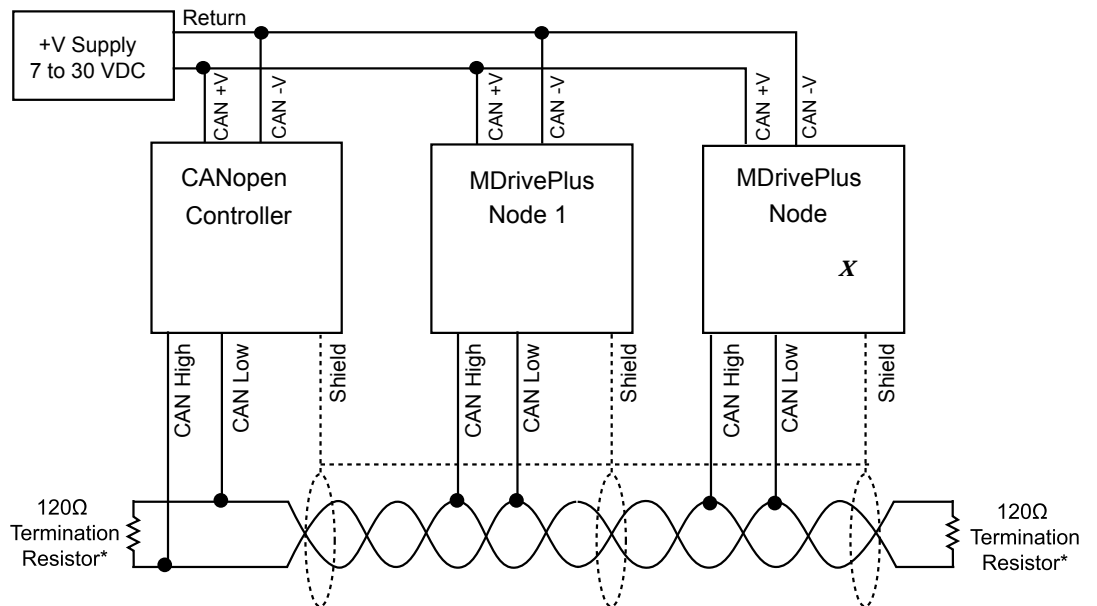 Return
+V Supply
7 to 30 VDC
CAN +V
CAN -V
CAN +V
CAN -V
CAN +V
CAN -V
CANopen
Controller
MDrivePlus
Node 1
MDrivePlus
Node
X
CAN High
CAN Low
Shield
CAN High
CAN Low
Shield
CAN High
CAN Low
Shield
120Ω
Termination
Resistor*
120Ω
Termination
Resistor*